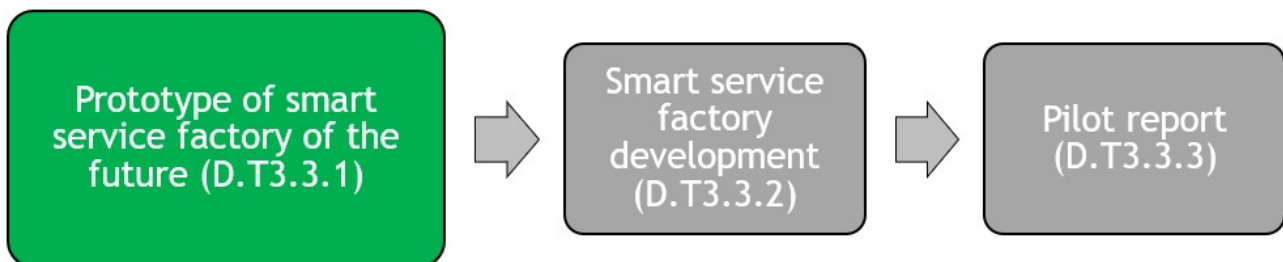 Prototype of smart
service factory of the
future (D.T3.3.1)
Smart service
factory
development
(D.T3.3.2)
Pilot report
(D.T3.3.3)